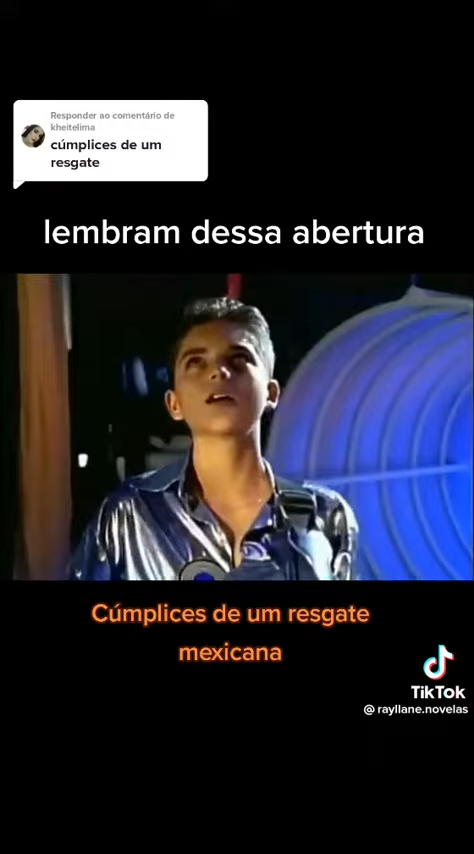 Responder ao comentário de
kheitelima
cúmplices de um
resgate
lembram dessa abertura
Cúmplices de um resgate
mexicana
TikTok
@ rayllane.novelas